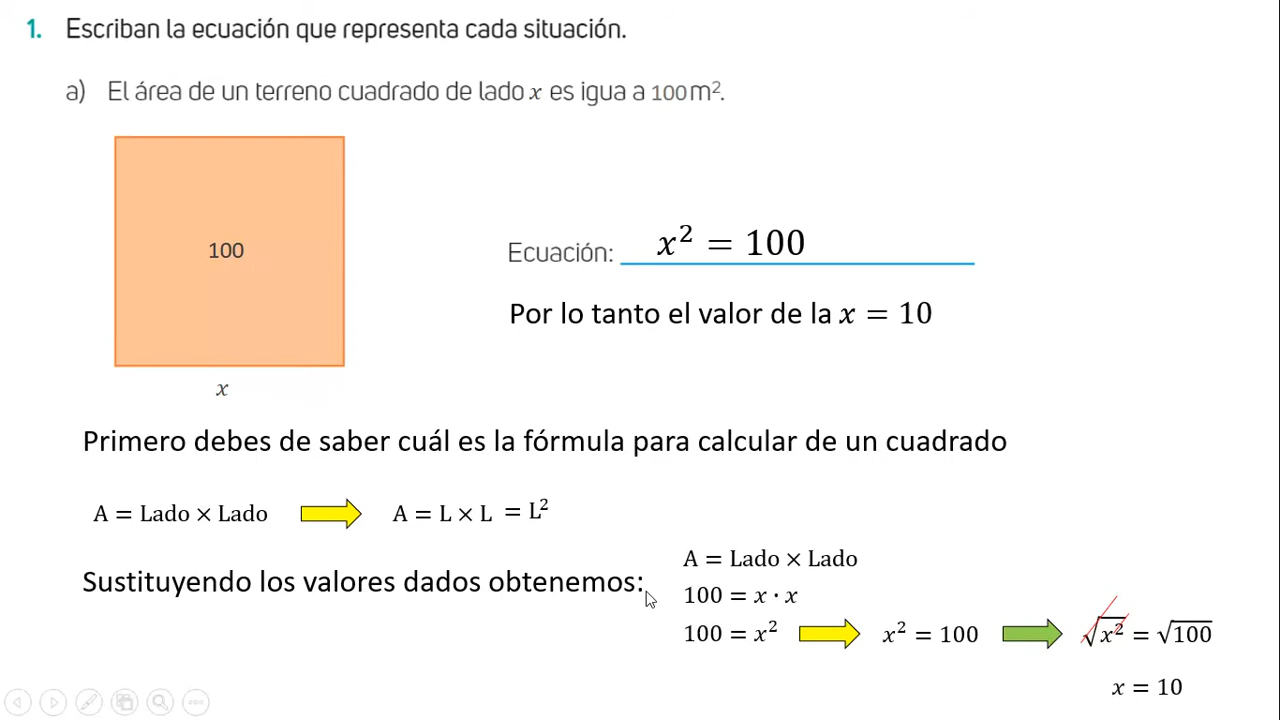 1. Escriban la ecuación que representa cada situación.
a) El área de un terreno cuadrado de lado x es igua a 100m².
100
x
Ecuación: x² = 100
Por lo tanto el valor de la x = 10
Primero debes de saber cuál es la fórmula para calcular de un cuadrado
A = Lado × Lado A = L × L = L²
Sustituyendo los valores dados obtenemos:
A = Lado × Lado
100 = x · x
100 = x² x² = 100 √x² = √100
x = 10